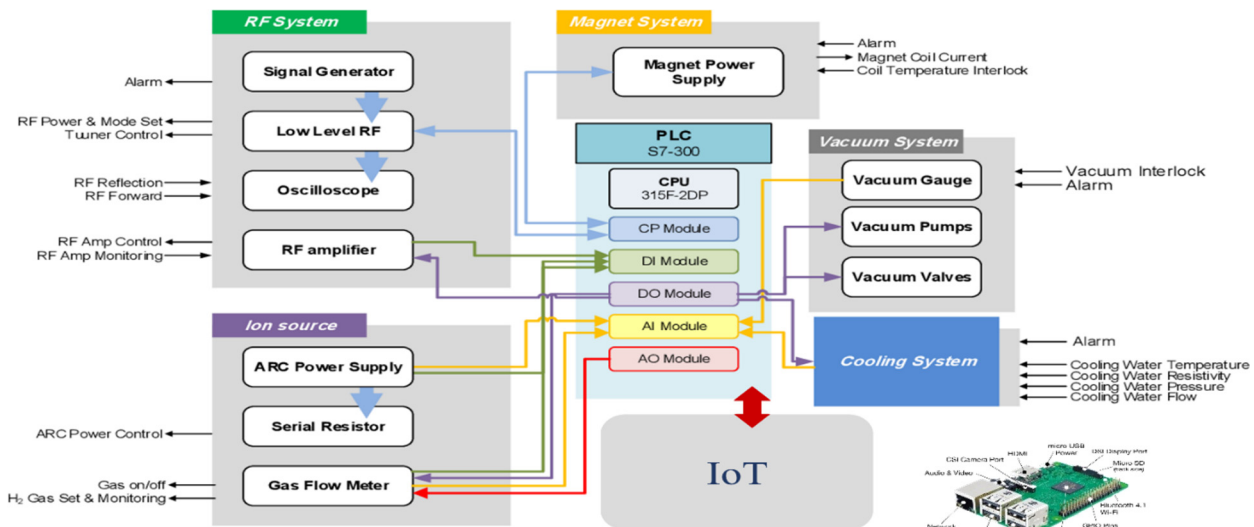 RF System
Signal Generator
Low Level RF
Oscilloscope
RF amplifier
Alarm
RF Power & Mode Set
Tuuner Control
RF Reflection
RF Forward
RF Amp Control
RF Amp Monitoring
Ion source
ARC Power Supply
Serial Resistor
Gas Flow Meter
ARC Power Control
Gas on/off
H₂ Gas Set & Monitoring
Magnet System
Magnet Power
Supply
Alarm
Magnet Coil Current
Coil Temperature Interlock
PLC
S7-300
CPU
315F-2DP
CP Module
DI Module
DO Module
AI Module
AO Module
Vacuum System
Vacuum Gauge
Vacuum Pumps
Vacuum Valves
Vacuum Interlock
Alarm
Cooling System
Alarm
Cooling Water Temperature
Cooling Water Resistivity
Cooling Water Pressure
Cooling Water Flow
IoT
micro USB
Power
HDMI
CSI Camera Port
Audio & Video
DSI Display Port
Micro SD
Bluetooth 4.1
Wi-Fi